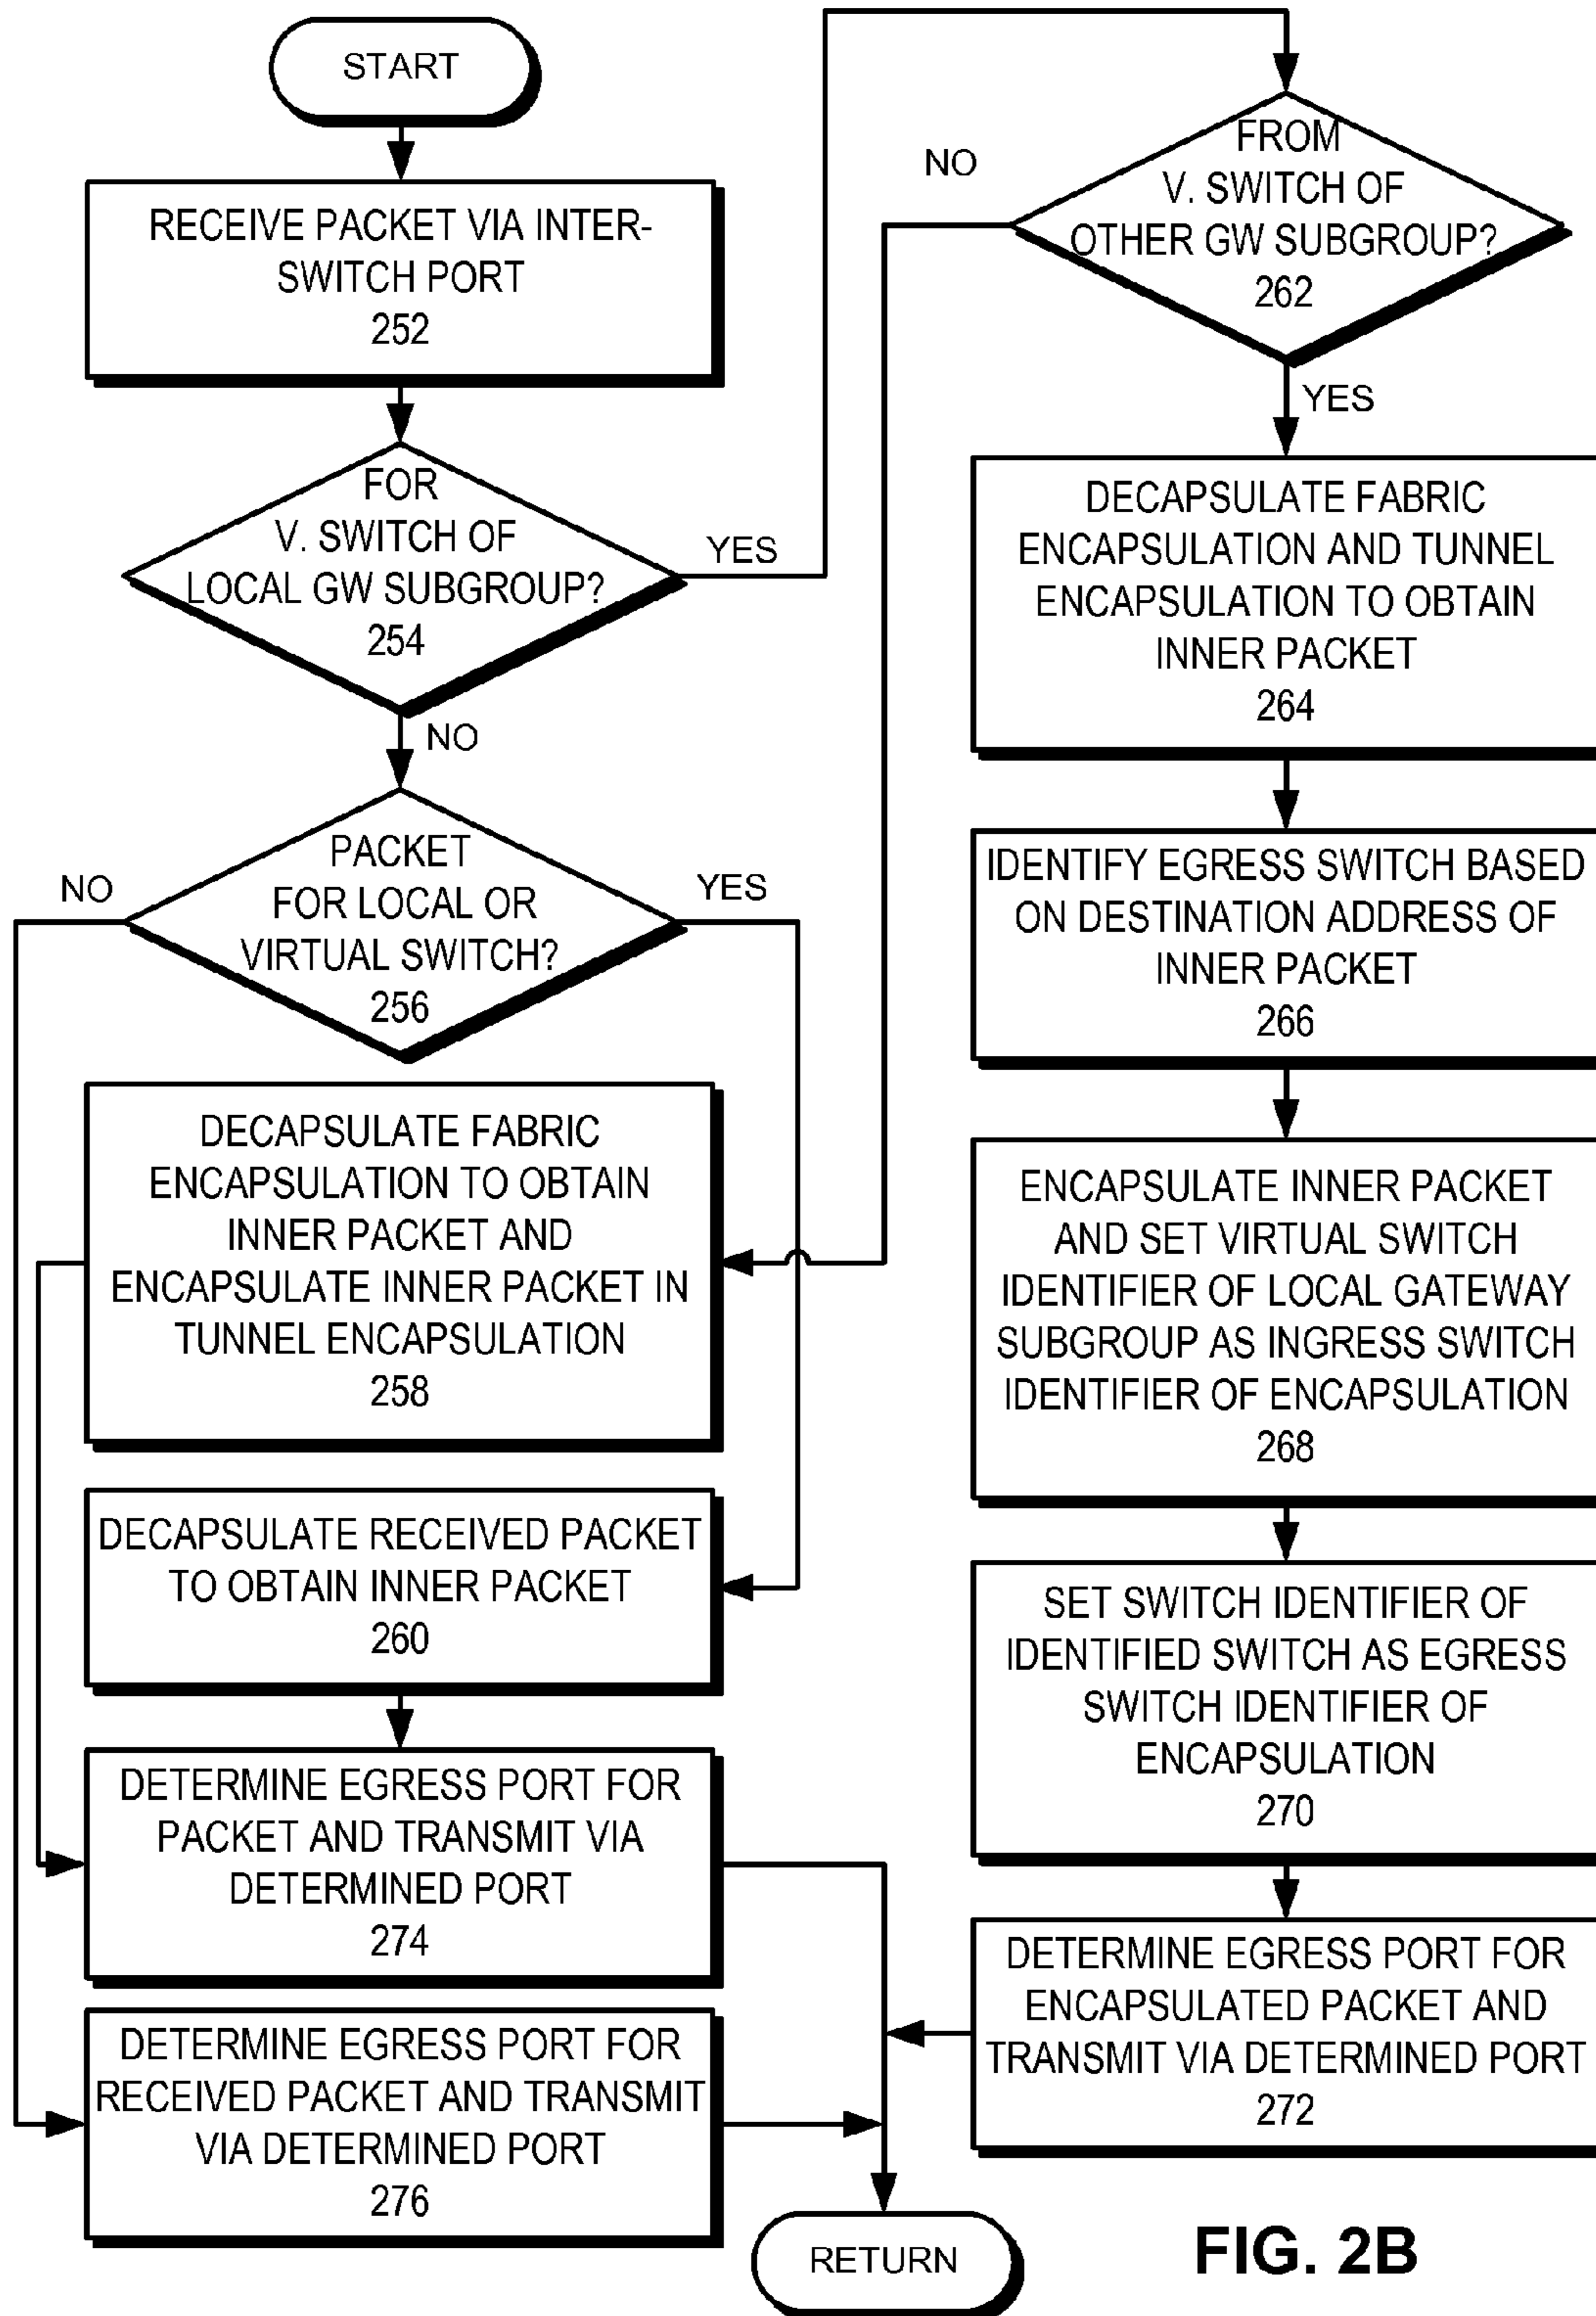 START
RECEIVE PACKET VIA INTER-
SWITCH PORT
252
FOR
V. SWITCH OF
LOCAL GW SUBGROUP?
254
YES
NO
PACKET
FOR LOCAL OR
VIRTUAL SWITCH?
256
NO
YES
DECAPSULATE FABRIC
ENCAPSULATION TO OBTAIN
INNER PACKET AND
ENCAPSULATE INNER PACKET IN
TUNNEL ENCAPSULATION
258
DECAPSULATE RECEIVED PACKET
TO OBTAIN INNER PACKET
260
DETERMINE EGRESS PORT FOR
PACKET AND TRANSMIT VIA
DETERMINED PORT
274
DETERMINE EGRESS PORT FOR
RECEIVED PACKET AND TRANSMIT
VIA DETERMINED PORT
276
FROM
V. SWITCH OF
OTHER GW SUBGROUP?
262
NO
YES
DECAPSULATE FABRIC
ENCAPSULATION AND TUNNEL
ENCAPSULATION TO OBTAIN
INNER PACKET
264
IDENTIFY EGRESS SWITCH BASED
ON DESTINATION ADDRESS OF
INNER PACKET
266
ENCAPSULATE INNER PACKET
AND SET VIRTUAL SWITCH
IDENTIFIER OF LOCAL GATEWAY
SUBGROUP AS INGRESS SWITCH
IDENTIFIER OF ENCAPSULATION
268
SET SWITCH IDENTIFIER OF
IDENTIFIED SWITCH AS EGRESS
SWITCH IDENTIFIER OF
ENCAPSULATION
270
DETERMINE EGRESS PORT FOR
ENCAPSULATED PACKET AND
TRANSMIT VIA DETERMINED PORT
272
RETURN
FIG. 2B